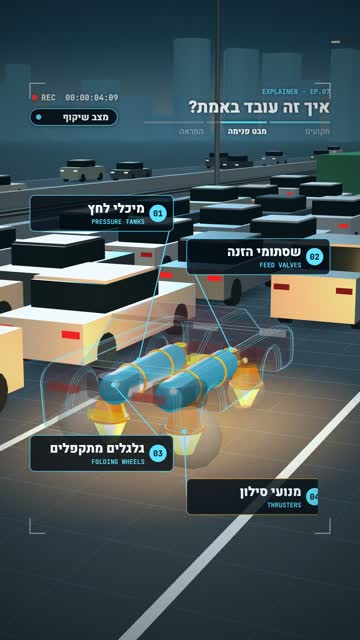 EXPLAINER · EP.07
REC 00:00:04:09
איך זה עובד באמת?
מצב שיקוף
תקועים
מבט פנימה
המראה
מיכלי לחץ
PRESSURE TANKS
01
שסתומי הזנה
FEED VALVES
02
גלגלים מתקפלים
FOLDING WHEELS
03
מנועי סילון
THRUSTERS
04